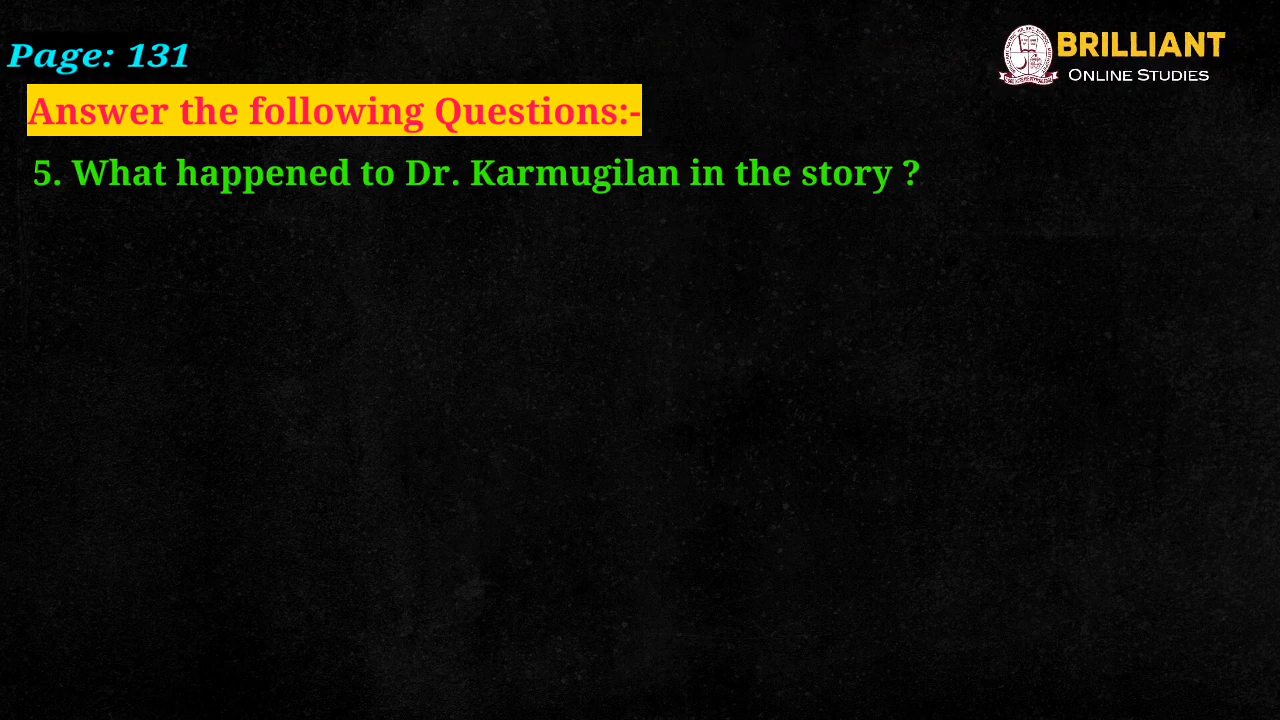 BRILLIANT
ONLINE STUDIES
Page: 131
Answer the following Questions:-
5. What happened to Dr. Karmugilan in the story ?